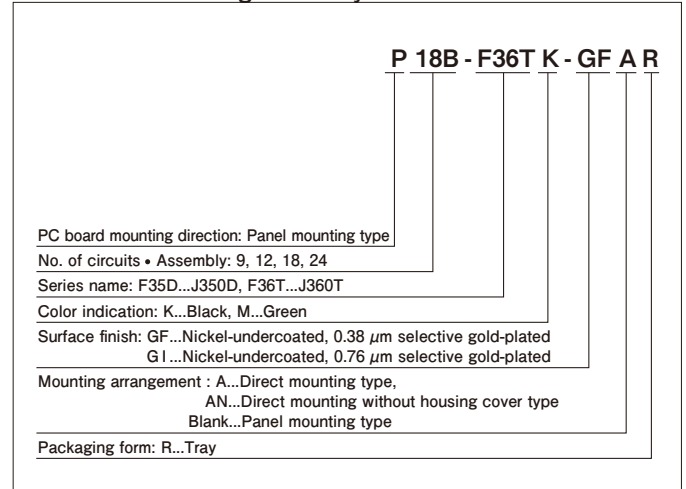 P 18B - F36T K - GF A R
PC board mounting direction: Panel mounting type
No. of circuits • Assembly: 9, 12, 18, 24
Series name: F35D...J350D, F36T...J360T
Color indication: K...Black, M...Green
Surface finish: GF...Nickel-undercoated, 0.38 μm selective gold-plated
G I...Nickel-undercoated, 0.76 μm selective gold-plated
Mounting arrangement : A...Direct mounting type,
AN...Direct mounting without housing cover type
Blank...Panel mounting type
Packaging form: R...Tray